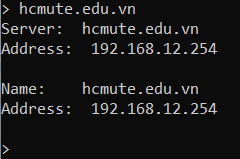 > hcmute.edu.vn
Server:  hcmute.edu.vn
Address:  192.168.12.254
Name:    hcmute.edu.vn
Address:  192.168.12.254
>